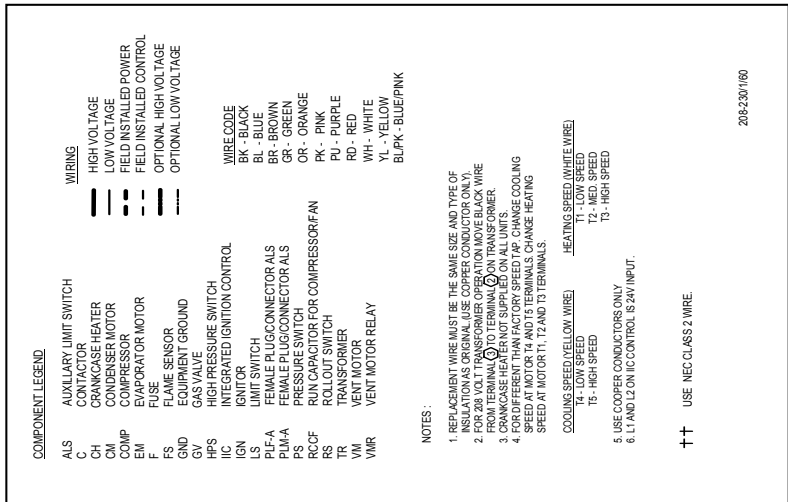 COMPONENT LEGEND
ALS AUXILLARY LIMIT SWITCH
C CONTACTOR
CH CRANKCASE HEATER
CM CONDENSER MOTOR
COMP COMPRESSOR
EM EVAPORATOR MOTOR
F FUSE
FS FLAME SENSOR
GND EQUIPMENT GROUND
GV GAS VALVE
HPS HIGH PRESSURE SWITCH
IIC INTEGRATED IGNITION CONTROL
IGN IGNITOR
LS LIMIT SWITCH
PLF-A FEMALE PLUG/CONNECTOR ALS
PLM-A FEMALE PLUG/CONNECTOR ALS
PS PRESSURE SWITCH
RCCF RUN CAPACITOR FOR COMPRESSOR/FAN
RS ROLLOUT SWITCH
TR TRANSFORMER
VM VENT MOTOR
VMR VENT MOTOR RELAY
WIRING
HIGH VOLTAGE
LOW VOLTAGE
FIELD INSTALLED POWER
FIELD INSTALLED CONTROL
OPTIONAL HIGH VOLTAGE
OPTIONAL LOW VOLTAGE
WIRE CODE
BK - BLACK
BL - BLUE
BR - BROWN
GR - GREEN
OR - ORANGE
PK - PINK
PU - PURPLE
RD - RED
WH - WHITE
YL - YELLOW
BL/PK - BLUE/PINK
NOTES :
1. REPLACEMENT WIRE MUST BE THE SAME SIZE AND TYPE OF
INSULATION AS ORIGINAL.(USE COPPER CONDUCTOR ONLY).
2. FOR 208 VOLT TRANSFORMER OPERATION MOVE BLACK WIRE
FROM TERMINAL 3 TO TERMINAL 2 ON TRANSFORMER.
3. CRANKCASE HEATER NOT SUPPLIED ON ALL UNITS.
4. FOR DIFFERENT THAN FACTORY SPEED TAP. CHANGE COOLING
SPEED AT MOTOR T4 AND T5 TERMINALS. CHANGE HEATING
SPEED AT MOTOR T1, T2 AND T3 TERMINALS.
COOLING SPEED (YELLOW WIRE)
T4 - LOW SPEED
T5 - HIGH SPEED
HEATING SPEED (WHITE WIRE)
T1 - LOW SPEED
T2 - MED. SPEED
T3 - HIGH SPEED
5. USE COOPER CONDUCTORS ONLY
6. L1 AND L2 ON IIC CONTROL IS 24V INPUT.
†† USE NEC CLASS 2 WIRE.
208-230/1/60